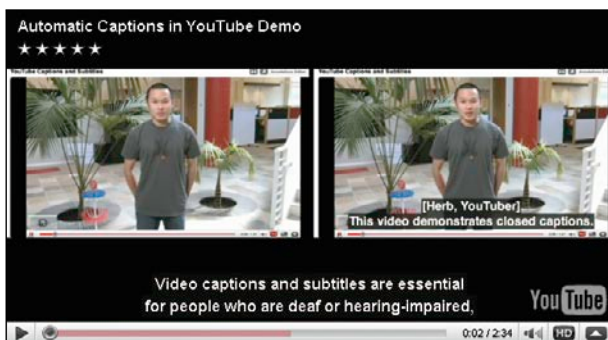 Automatic Captions in YouTube Demo
YouTube Captions and Subtitles
YouTube Captions and Subtitles
[Herb, YouTuber]
This video demonstrates closed captions.
Video captions and subtitles are essential
for people who are deaf or hearing-impaired,
YouTube
0:02 / 2:34
HD